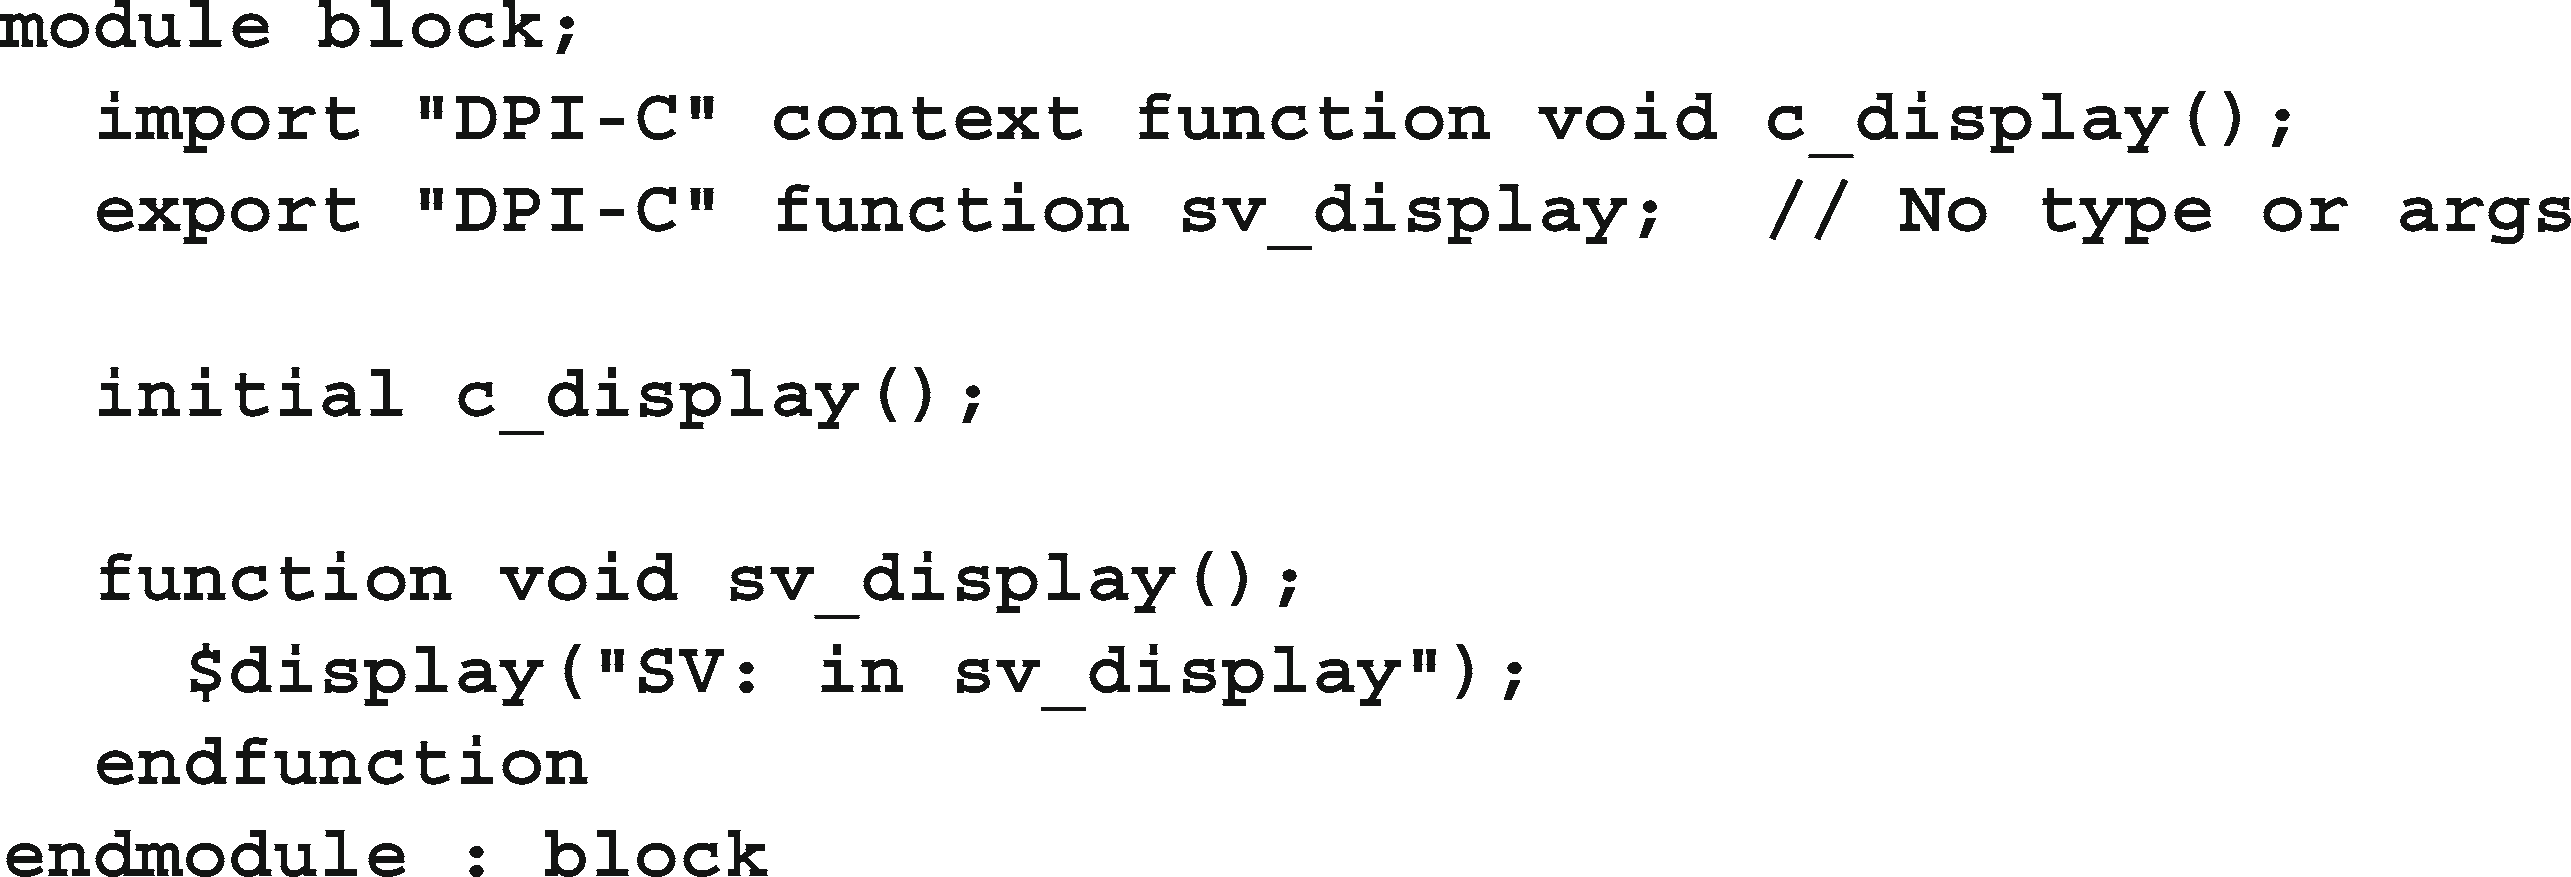 module block;
  import "DPI-C" context function void c_display();
  export "DPI-C" function sv_display;  // No type or args

  initial c_display();

  function void sv_display();
    $display("SV: in sv_display");
  endfunction
endmodule : block